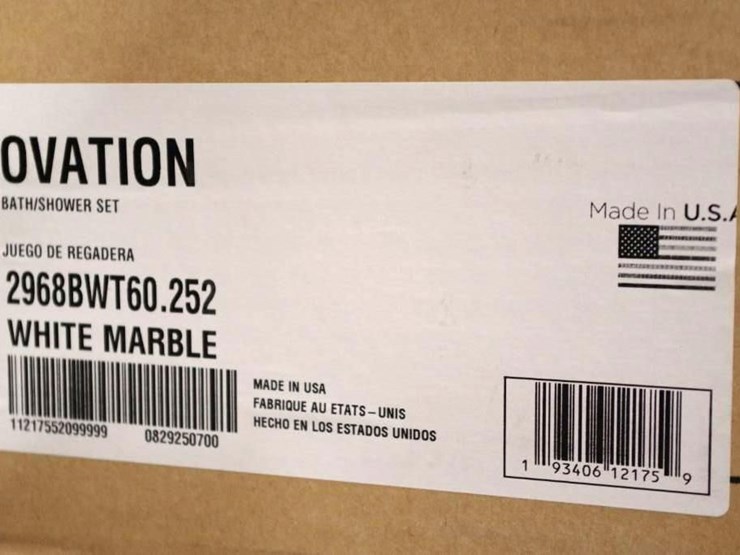 OVATION
BATH/SHOWER SET
JUEGO DE REGADERA
2968BWT60.252
WHITE MARBLE
11217552099999 0829250700
MADE IN USA
FABRIQUE AU ETATS-UNIS
HECHO EN LOS ESTADOS UNIDOS
Made In U.S.A
1 93406 12175 9